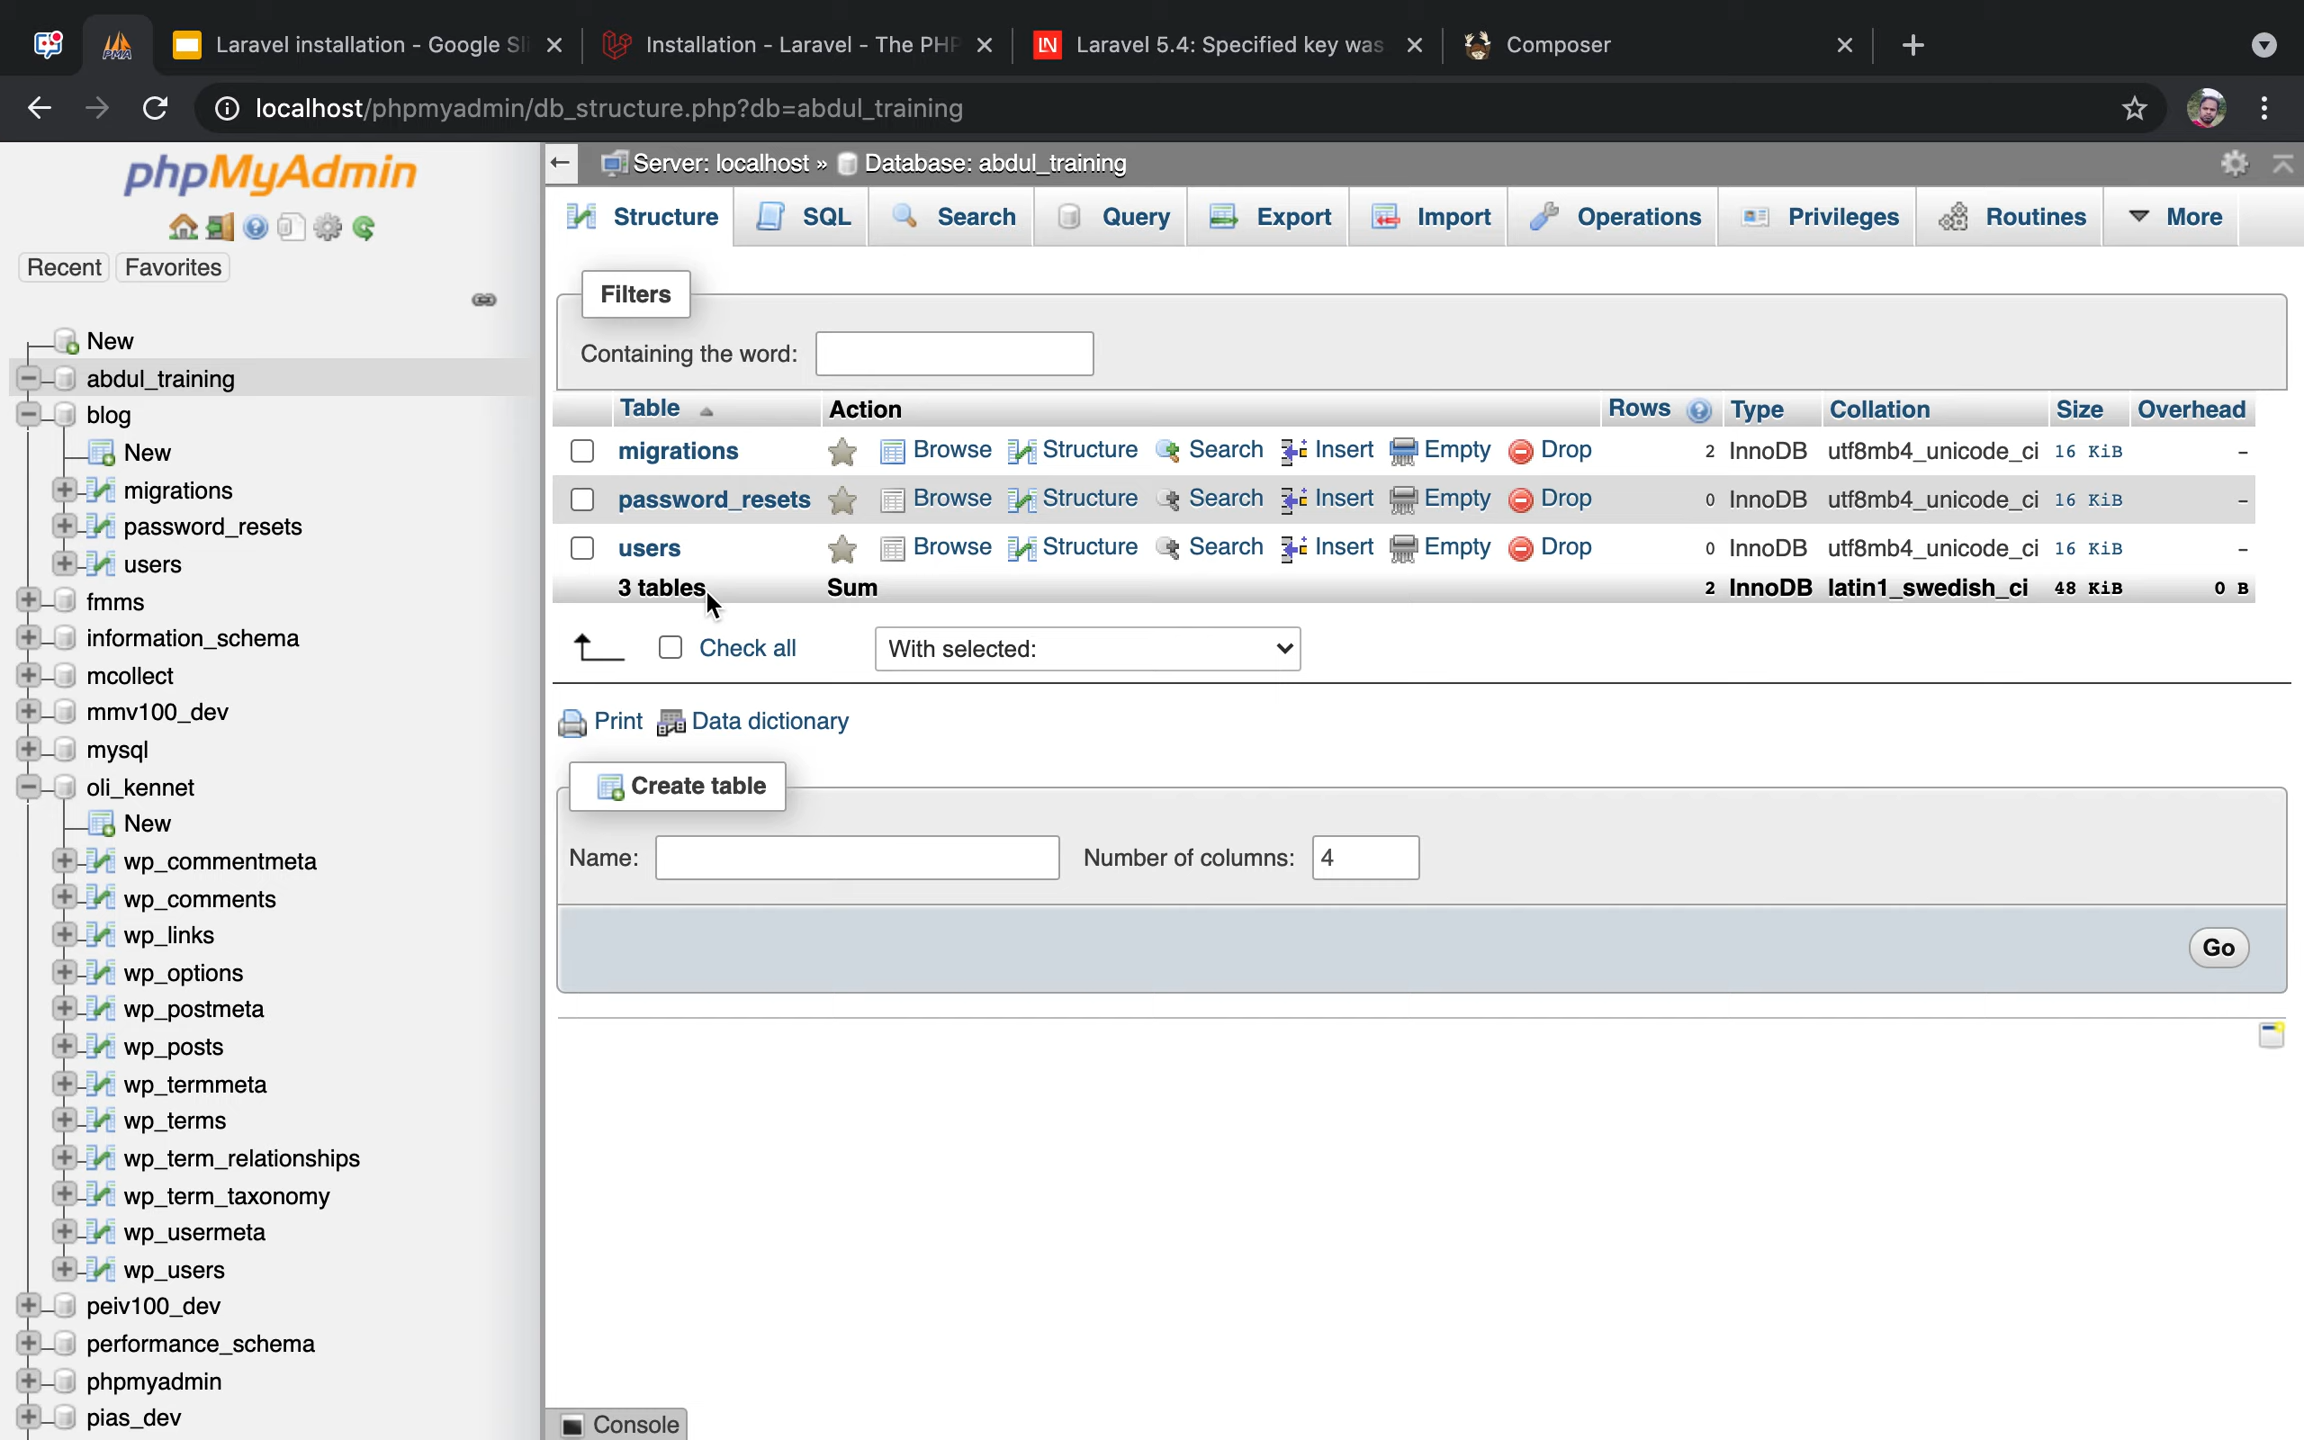 Laravel installation - Google Sli
Installation - Laravel - The PHP
LN Laravel 5.4: Specified key was
Composer
localhost/phpmyadmin/db_structure.php?db=abdul_training
PMA
phpMyAdmin
Recent Favorites
New
abdul_training
blog
New
migrations
password_resets
users
fmms
information_schema
mcollect
mmv100_dev
mysql
oli_kennet
New
wp_commentmeta
wp_comments
wp_links
wp_options
wp_postmeta
wp_posts
wp_termmeta
wp_terms
wp_term_relationships
wp_term_taxonomy
wp_usermeta
wp_users
peiv100_dev
performance_schema
phpmyadmin
pias_dev
Server: localhost » Database: abdul_training
Structure SQL Search Query Export Import Operations Privileges Routines More
Filters
Containing the word:
Table Action Rows Type Collation Size Overhead
migrations Browse Structure Search Insert Empty Drop 2 InnoDB utf8mb4_unicode_ci 16 KiB -
password_resets Browse Structure Search Insert Empty Drop 0 InnoDB utf8mb4_unicode_ci 16 KiB -
users Browse Structure Search Insert Empty Drop 0 InnoDB utf8mb4_unicode_ci 16 KiB -
3 tables Sum 2 InnoDB latin1_swedish_ci 48 KiB 0 B
Check all With selected:
Print Data dictionary
Create table
Name: Number of columns: 4
Go
Console